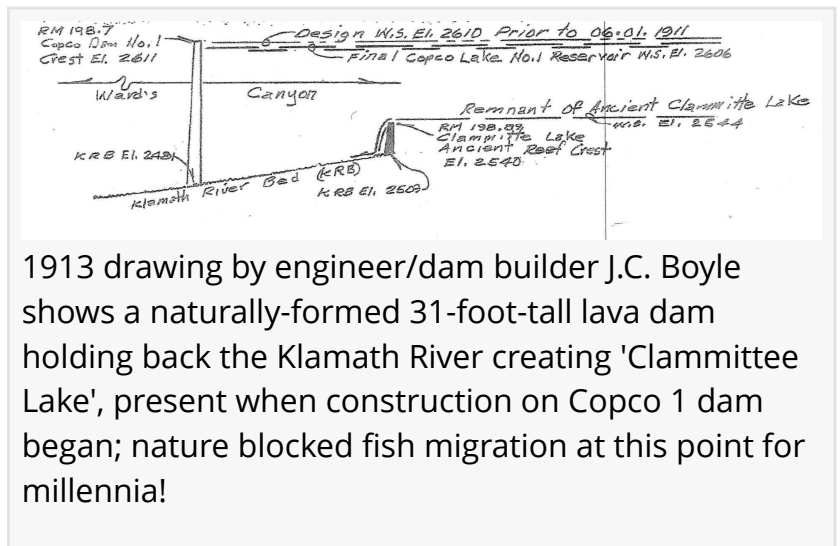 RM 198.7
Copco Dam No. 1
Crest El. 2611
Design W.S. El. 2610 Prior to 06.01.1911
Final Copco Lake No.1 Reservoir W.S. El. 2606
Ward's Canyon
Remnant of Ancient Clammitte Lake
W.S. El. 2544
RM 198.89
Clammitte Lake
Ancient Reef Crest
El. 2540
KRB El. 2481
Klamath River Bed (KRB)
KRB El. 2509
1913 drawing by engineer/dam builder J.C. Boyle
shows a naturally-formed 31-foot-tall lava dam
holding back the Klamath River creating 'Clammittee
Lake', present when construction on Copco 1 dam
began; nature blocked fish migration at this point for
millennia!